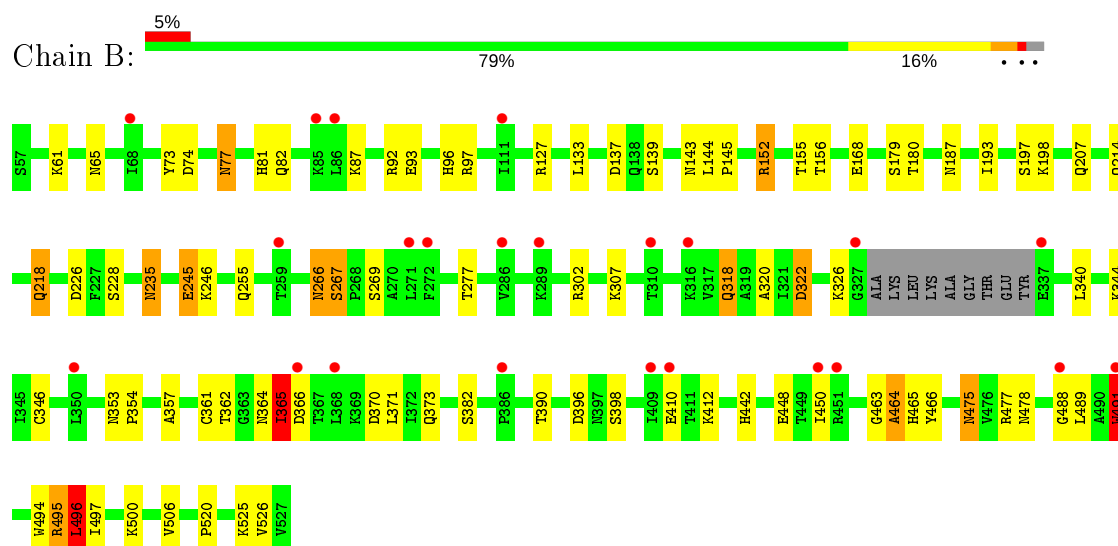 5%
Chain B:
79% 16% • • •
S57 K61 N65 I68 Y73 D74 N77 H81 Q82 K85 L86 K87 R92 E93 H96 R97 I111 R127 L133 D137 Q138 S139 N143 L144 P145 R152 T155 T156 E168 S179 T180 N187 I193 S197 K198 Q207
Q218 D226 F227 S228 N235 E245 K246 Q255 T259 N266 S267 P268 S269 A270 L271 F272 T277 V286 K289 R302 K307 T310 K316 V317 Q318 A319 A320 I321 D322 K326 G327 ALA LYS LEU LYS ALA GLY THR GLU TYR E337 L340 K344
I345 C346 L350 N353 P354 A357 C361 T362 G363 N364 I365 D366 T367 L368 K369 D370 L371 I372 Q373 S382 P386 T390 D396 N397 S398 I409 E410 T411 K412 H442 E448 T449 I450 R451 G463 A464 H465 Y466 N475 V476 R477 N478 G488 L489 A490 W491
W494 R495 L496 I497 K500 V506 P520 K525 V526 V527